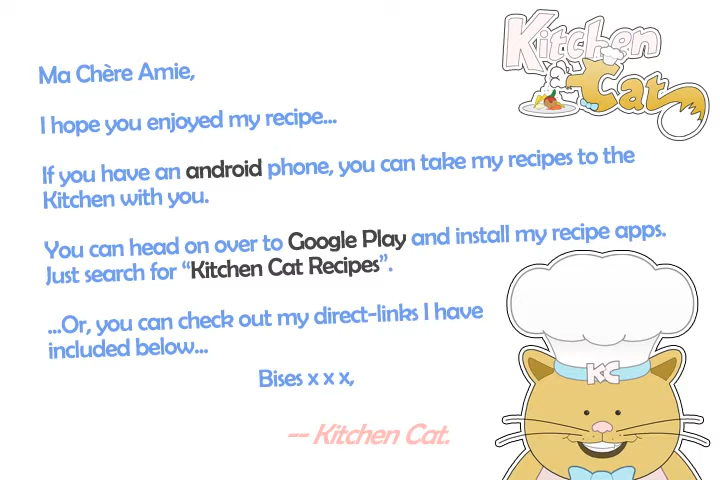 Kitchen
Cat
Ma Chère Amie,
I hope you enjoyed my recipe...
If you have an android phone, you can take my recipes to the
Kitchen with you.
You can head on over to Google Play and install my recipe apps.
Just search for “Kitchen Cat Recipes”.
...Or, you can check out my direct-links I have
included below...
Bises x x x,
-- Kitchen Cat.
KC